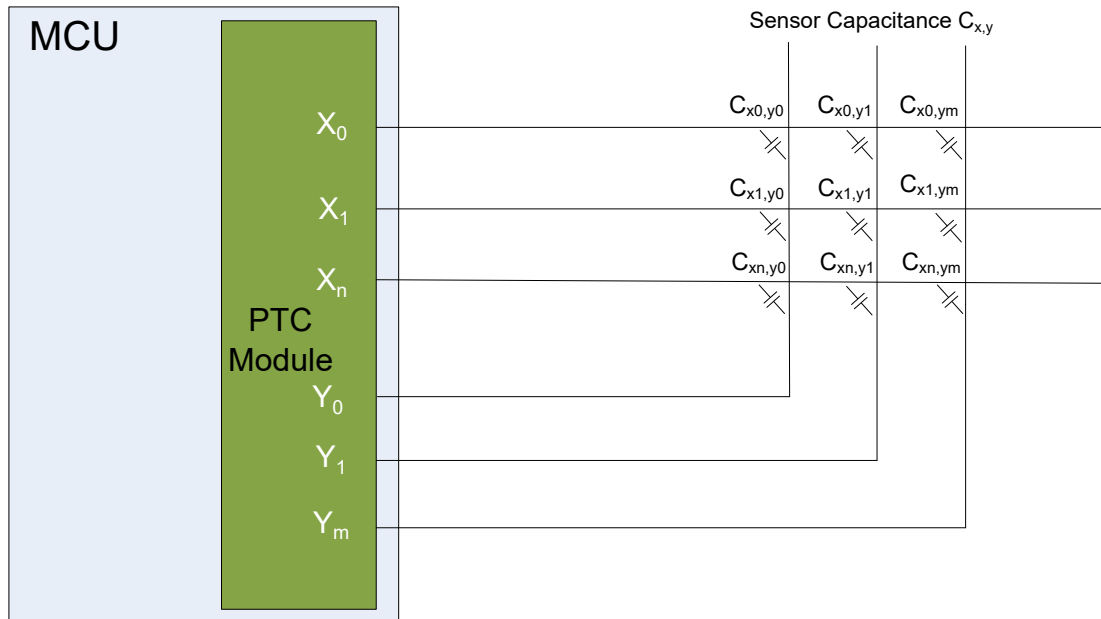 MCU
Sensor Capacitance Cx,y
X0
Cx0,y0 Cx0,y1 Cx0,ym
X1
Cx1,y0 Cx1,y1 Cx1,ym
Xn
Cxn,y0 Cxn,y1 Cxn,ym
PTC
Module
Y0
Y1
Ym